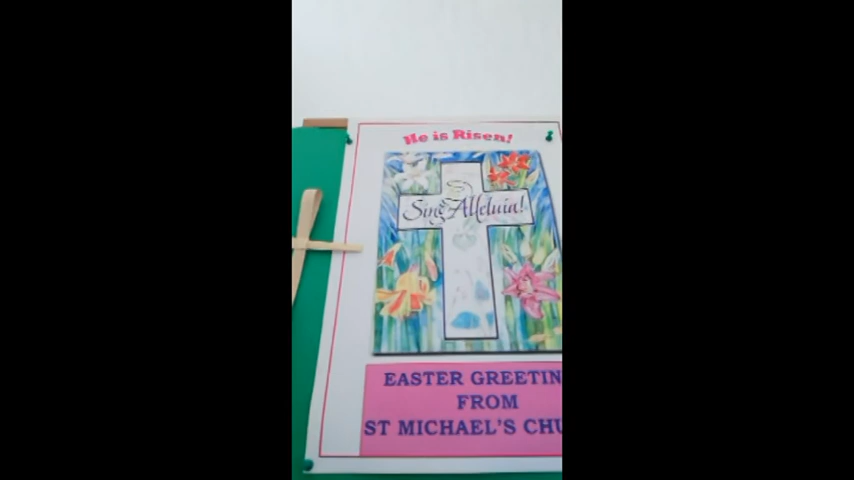 He is Risen!
Sing Alleluia!
EASTER GREETIN
FROM
ST MICHAEL'S CHU